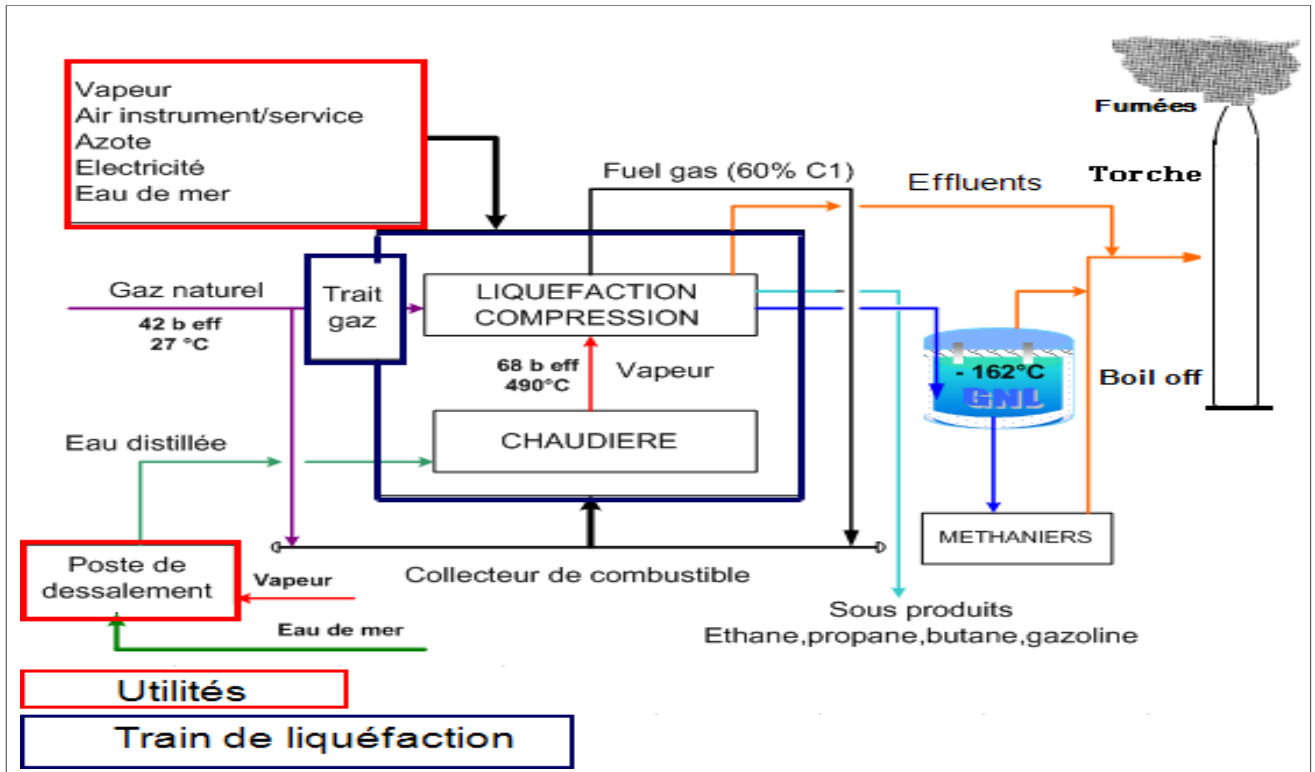 Vapeur
Air instrument/service
Azote
Electricité
Eau de mer
Fumées
Torche
Fuel gas (60% C1)
Effluents
Gaz naturel
42 b eff
27 °C
Trait
gaz
LIQUEFACTION
COMPRESSION
68 b eff
490°C
Vapeur
- 162°C
GNL
Boil off
Eau distillée
CHAUDIERE
METHANIERS
Poste de
dessalement
Vapeur
Collecteur de combustible
Eau de mer
Sous produits
Ethane,propane,butane,gazoline
Utilités
Train de liquéfaction